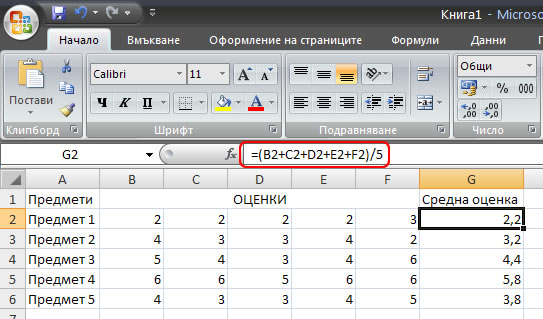 Книга1 - Microso
Начало Вмъкване Оформление на страниците Формули Данни
Calibri 11 Общи
Постави Ч К П А % 000
Клипборд Шрифт Подравняване Число
G2 fx =(B2+C2+D2+E2+F2)/5
A B C D E F G
1 Предмети ОЦЕНКИ Средна оценка
2 Предмет 1 2 2 2 2 3 2,2
3 Предмет 2 4 3 3 4 2 3,2
4 Предмет 3 5 4 3 4 6 4,4
5 Предмет 4 6 6 5 6 6 5,8
6 Предмет 5 4 3 3 4 5 3,8
7